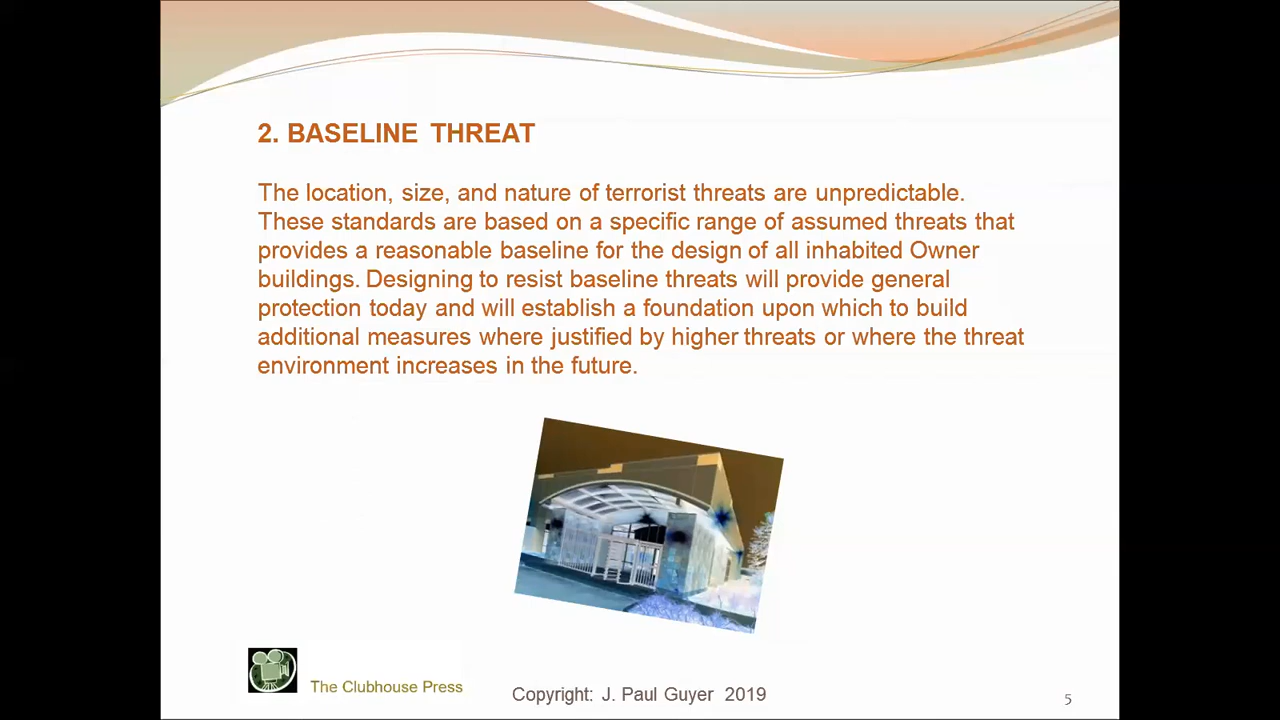 2. BASELINE THREAT
The location, size, and nature of terrorist threats are unpredictable.
These standards are based on a specific range of assumed threats that
provides a reasonable baseline for the design of all inhabited Owner
buildings. Designing to resist baseline threats will provide general
protection today and will establish a foundation upon which to build
additional measures where justified by higher threats or where the threat
environment increases in the future.
The Clubhouse Press
Copyright: J. Paul Guyer 2019
5